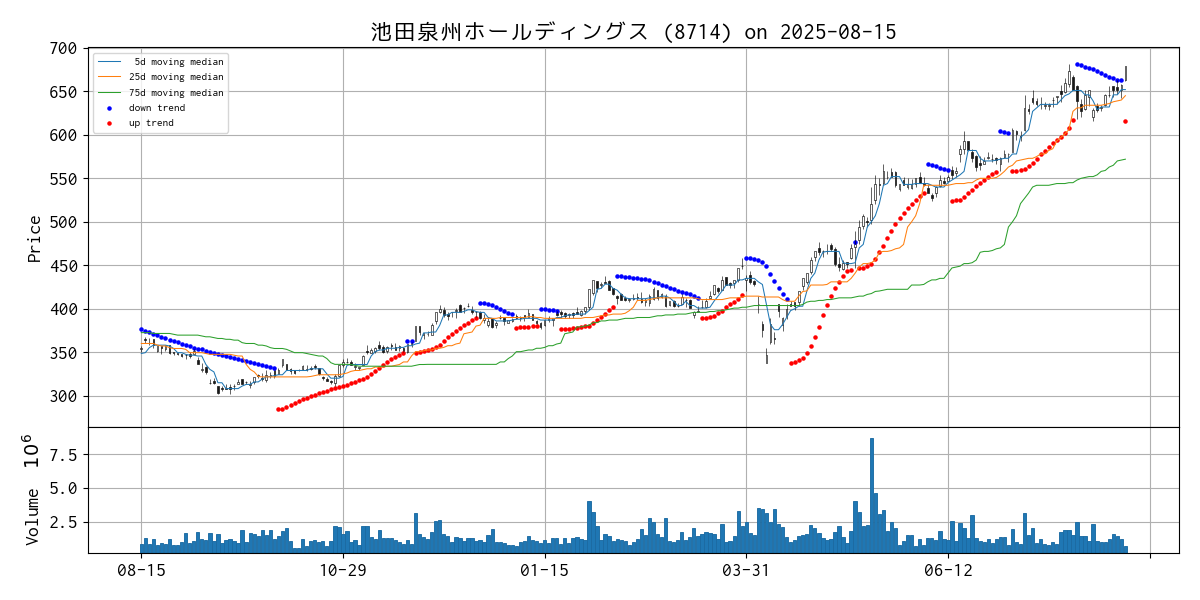 池田泉州ホールディングス (8714) on 2025-08-15
700
650
600
550
500
450
400
350
300
Price
5d moving median
25d moving median
75d moving median
down trend
up trend
7.5
5.0
2.5
Volume 10⁶
08-15
10-29
01-15
03-31
06-12